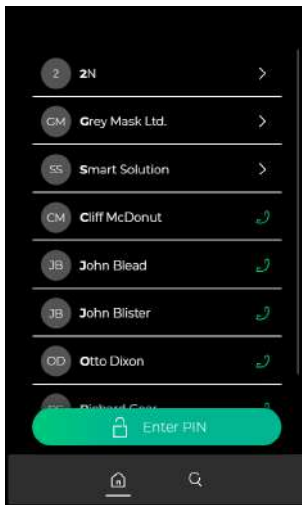 2 2N
GM Grey Mask Ltd.
SS Smart Solution
CM Cliff McDonut
JB John Blead
JB John Blister
OD Otto Dixon
Enter PIN